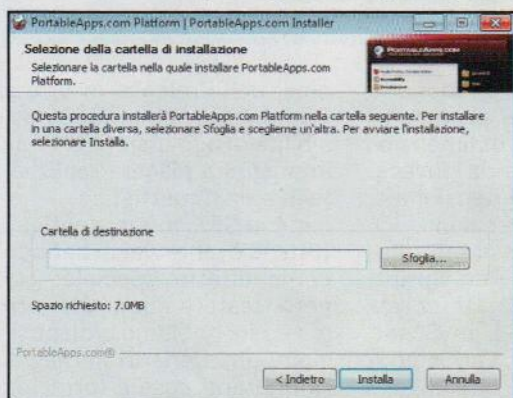 PortableApps.com Platform | PortableApps.com Installer
Selezione della cartella di installazione
Selezionare la cartella nella quale installare PortableApps.com
Platform.
PORTABLEAPPS.COM
Questa procedura installerà PortableApps.com Platform nella cartella seguente. Per installare
in una cartella diversa, selezionare Sfoglia e sceglierne un'altra. Per avviare l'installazione,
selezionare Installa.
Cartella di destinazione
Sfoglia...
Spazio richiesto: 7.0MB
PortableApps.com®
< Indietro
Installa
Annulla